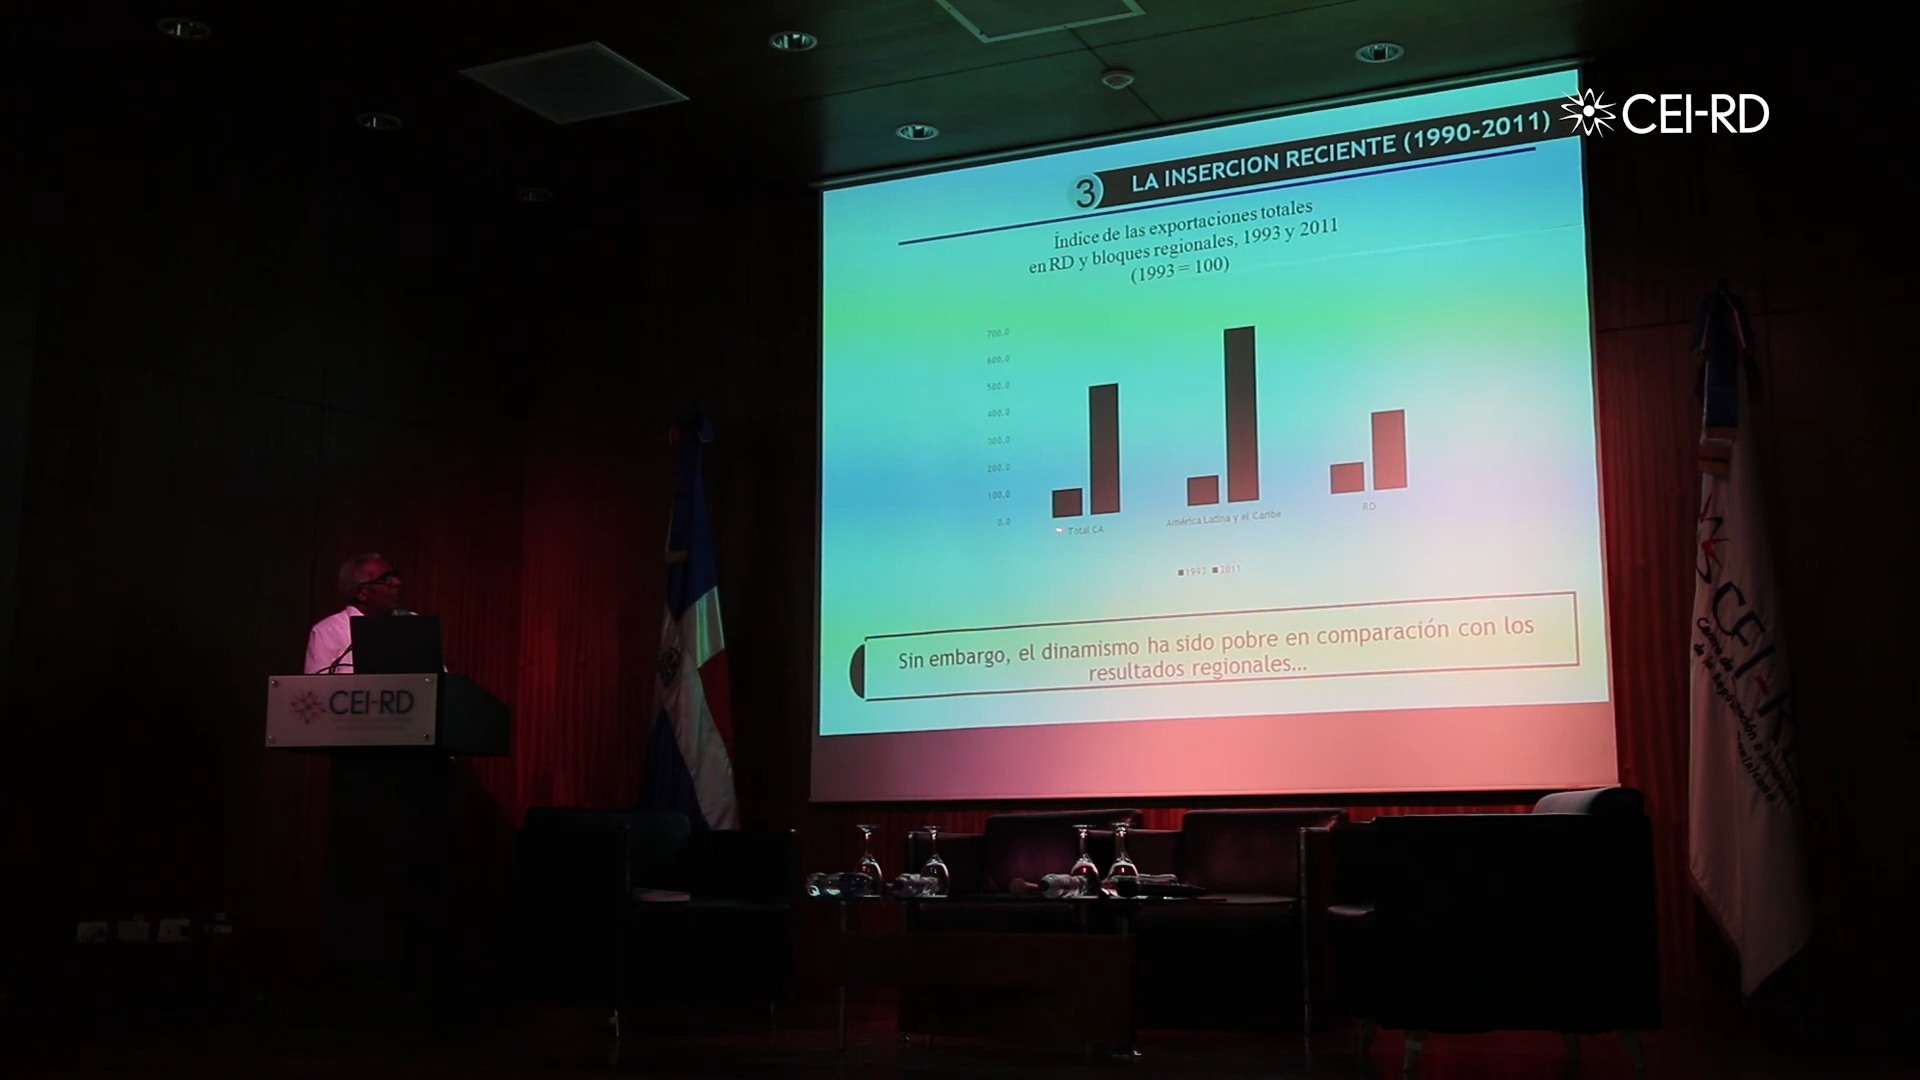 CEI-RD
3 LA INSERCION RECIENTE (1990-2011)
Índice de las exportaciones totales
en RD y bloques regionales, 1993 y 2011
(1993 = 100)
700.0
600.0
500.0
400.0
300.0
200.0
100.0
0.0
Total CA
América Latina y el Caribe
RD
1993 2011
Sin embargo, el dinamismo ha sido pobre en comparación con los
resultados regionales...
CEI-RD
CEI-RD